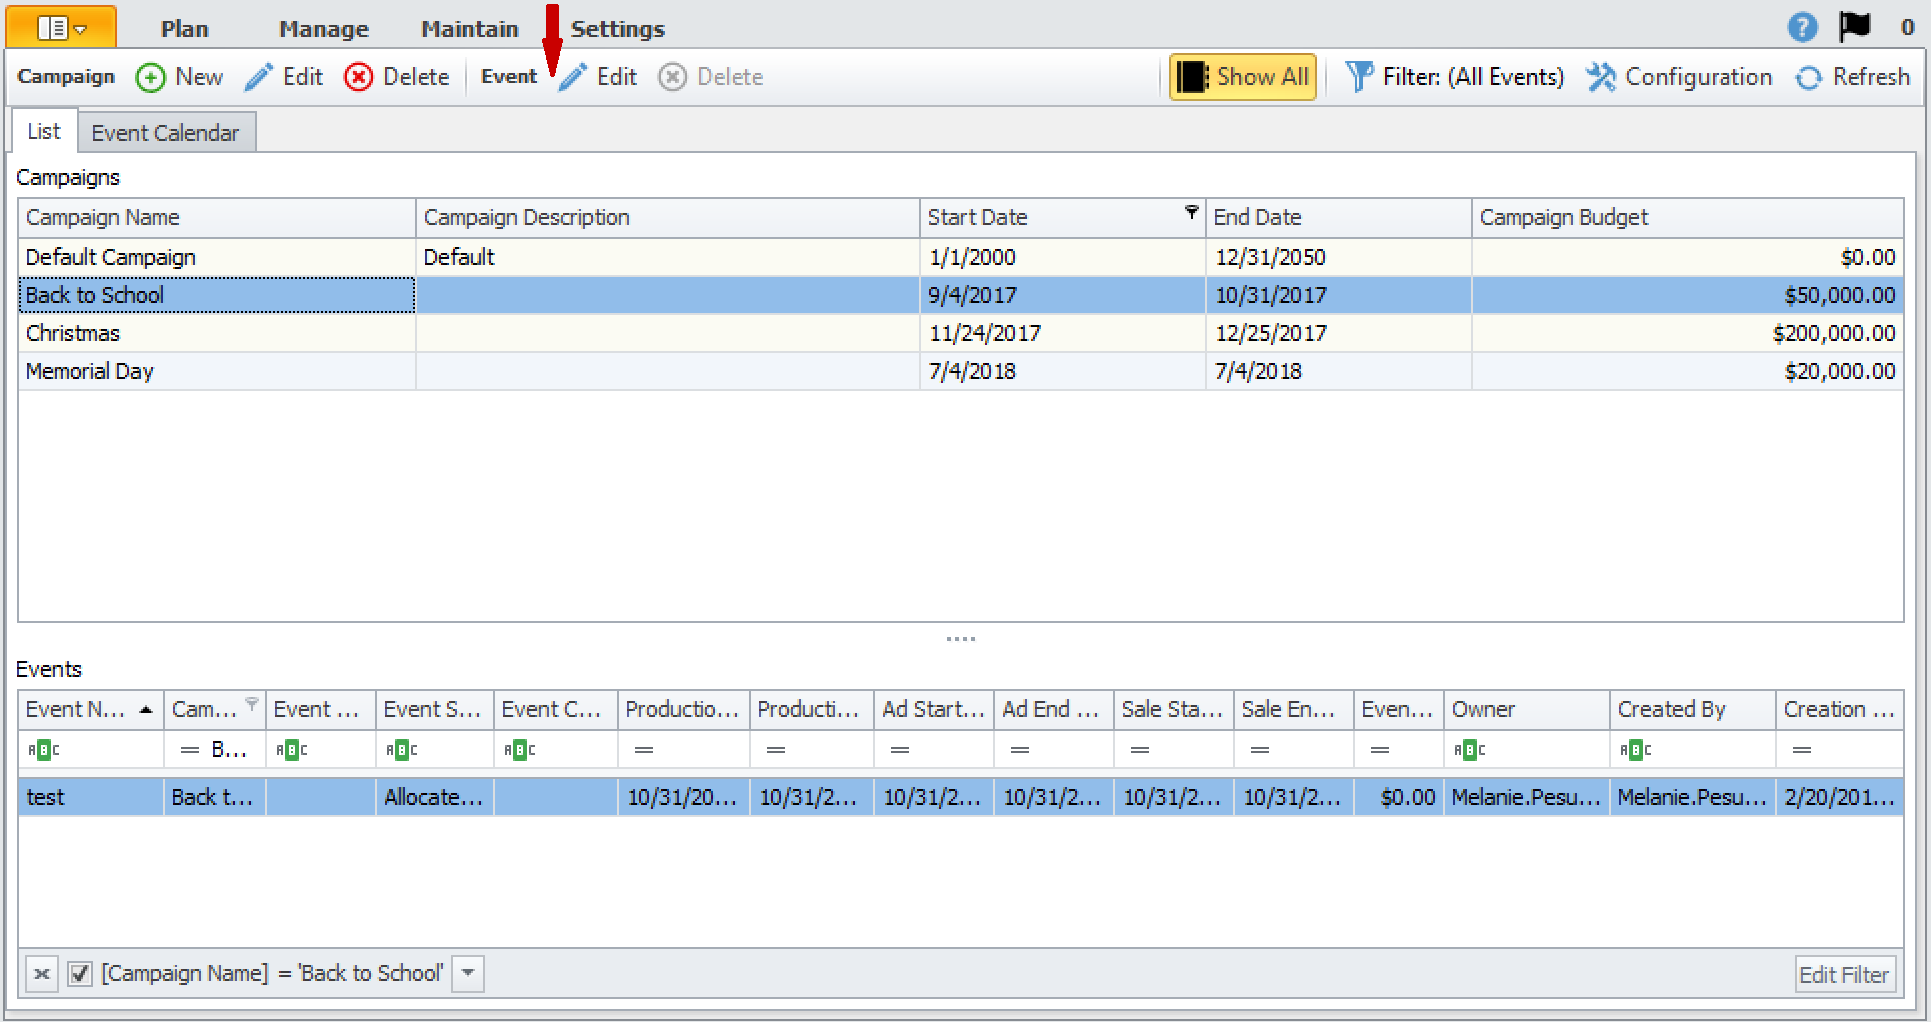 Plan Manage Maintain Settings ? 0
Campaign New Edit Delete Event Edit Delete Show All Filter: (All Events) Configuration Refresh
List Event Calendar
Campaigns
Campaign Name Campaign Description Start Date End Date Campaign Budget
Default Campaign Default 1/1/2000 12/31/2050 $0.00
Back to School 9/4/2017 10/31/2017 $50,000.00
Christmas 11/24/2017 12/25/2017 $200,000.00
Memorial Day 7/4/2018 7/4/2018 $20,000.00
Events
Event N... Cam... Event ... Event S... Event C... Productio... Producti... Ad Start... Ad End ... Sale Sta... Sale En... Even... Owner Created By Creation ...
ABC = B... ABC ABC ABC = = = = = = = ABC ABC =
test Back t... Allocate... 10/31/20... 10/31/2... 10/31/2... 10/31/2... 10/31/2... 10/31/2... $0.00 Melanie.Pesu... Melanie.Pesu... 2/20/201...
[Campaign Name] = 'Back to School' Edit Filter